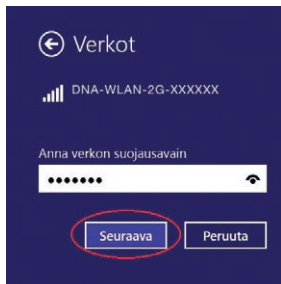 Verkot
DNA-WLAN-2G-XXXXXX
Anna verkon suojausavain
•••••••
Seuraava Peruuta